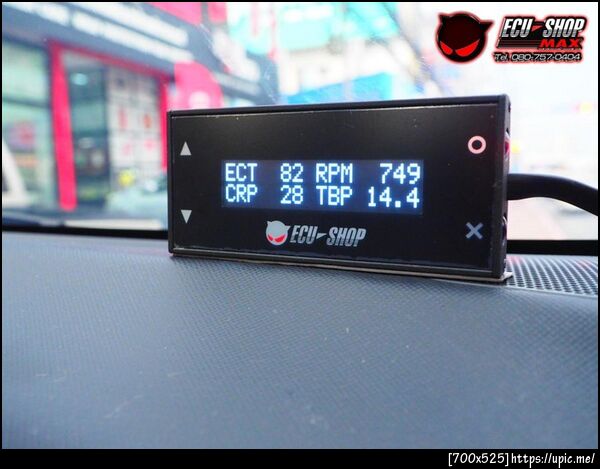 ECU-SHOP
MAX
Tel. 080-757-0404
ECT 82 RPM 749
CRP 28 TBP 14.4
ECU-SHOP
[700x525]https://upic.me/